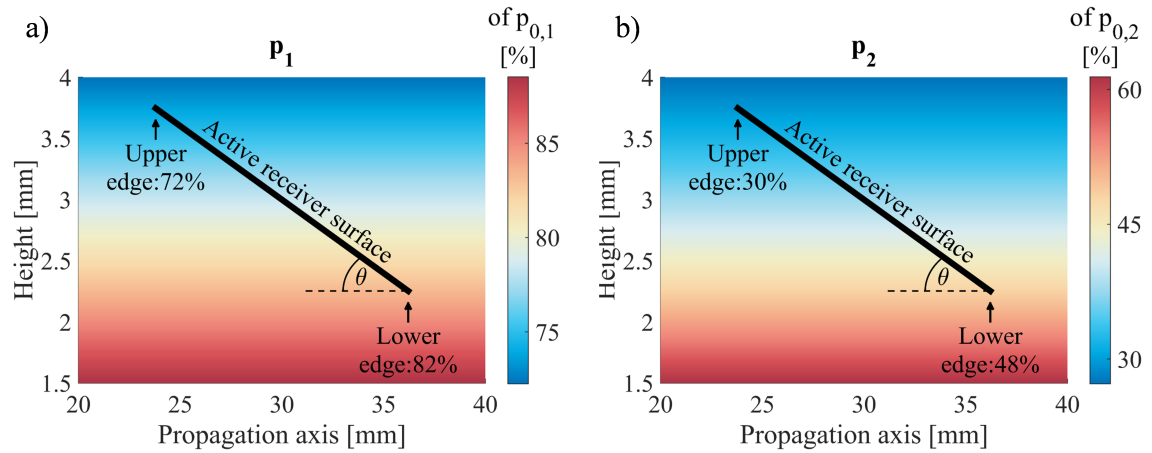 a)
p1
of p0,1
[%]
4
3.5
3
2.5
2
1.5
Height [mm]
20
25
30
35
40
Propagation axis [mm]
Active receiver surface
Upper
edge:72%
θ
Lower
edge:82%
85
80
75
b)
p2
of p0,2
[%]
4
3.5
3
2.5
2
1.5
Height [mm]
20
25
30
35
40
Propagation axis [mm]
Active receiver surface
Upper
edge:30%
θ
Lower
edge:48%
60
45
30